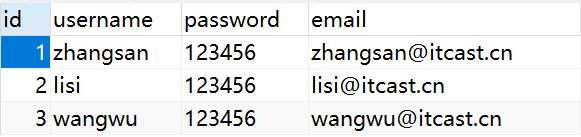 id username password email
1 zhangsan 123456 zhangsan@itcast.cn
2 lisi 123456 lisi@itcast.cn
3 wangwu 123456 wangwu@itcast.cn